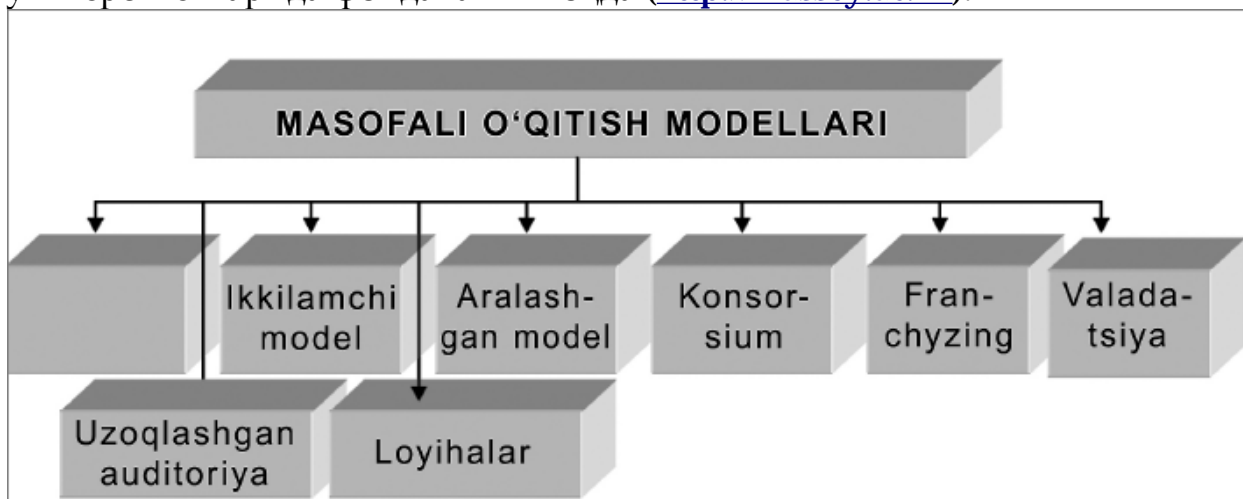 MASOFALI O‘QITISH MODELLARI
Ikkilamchi
model
Aralash-
gan model
Konsor-
sium
Fran-
chyzing
Valada-
tsiya
Uzoqlashgan
auditoriya
Loyihalar